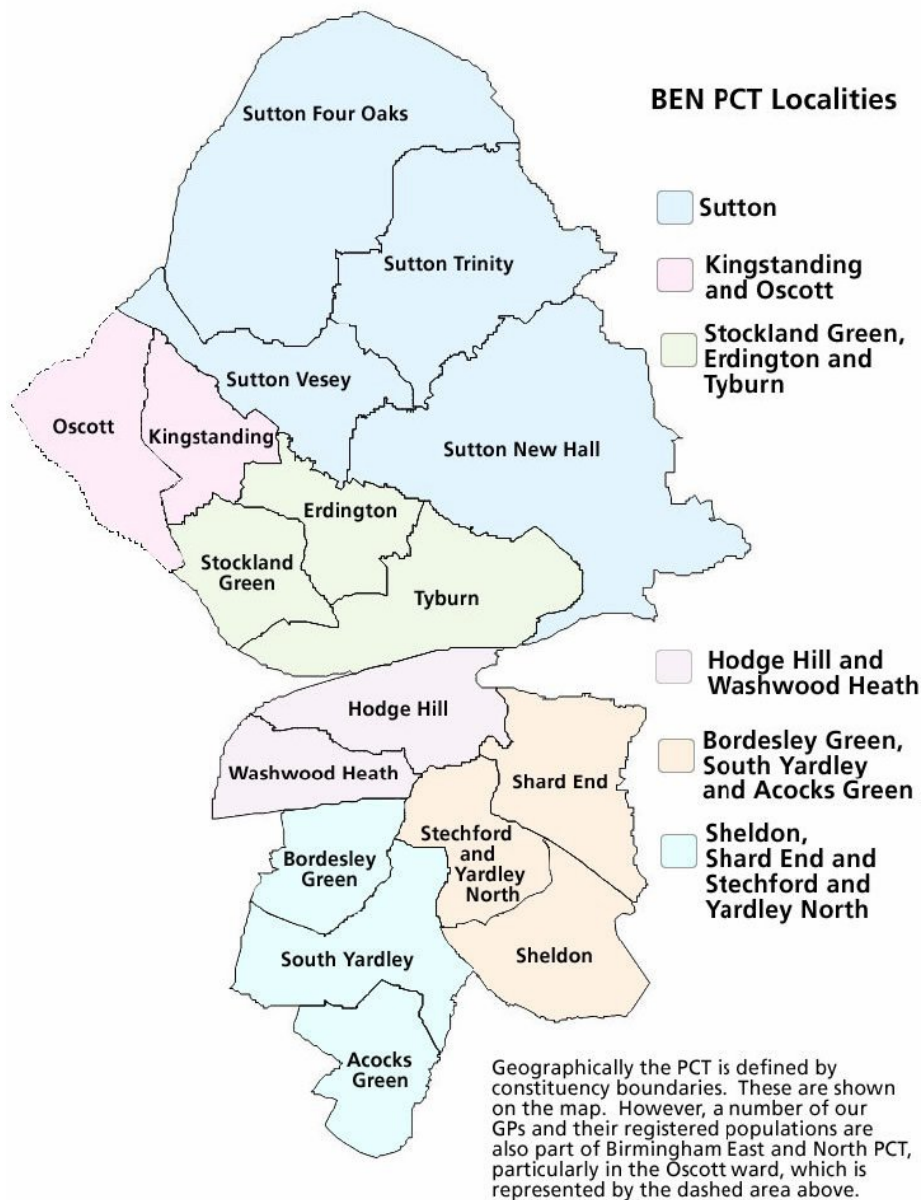 Sutton Four Oaks
BEN PCT Localities
Sutton
Sutton Trinity
Kingstanding
and Oscott
Stockland Green,
Erdington and
Tyburn
Sutton Vesey
Oscott
Kingstanding
Sutton New Hall
Erdington
Stockland
Green
Tyburn
Hodge Hill and
Washwood Heath
Hodge Hill
Bordesley Green,
South Yardley
and Acocks Green
Washwood Heath
Shard End
Sheldon,
Shard End and
Stechford and
Yardley North
Stechford
and
Yardley
North
Bordesley
Green
South Yardley
Sheldon
Acocks
Green
Geographically the PCT is defined by
constituency boundaries. These are shown
on the map. However, a number of our
GPs and their registered populations are
also part of Birmingham East and North PCT,
particularly in the Oscott ward, which is
represented by the dashed area above.